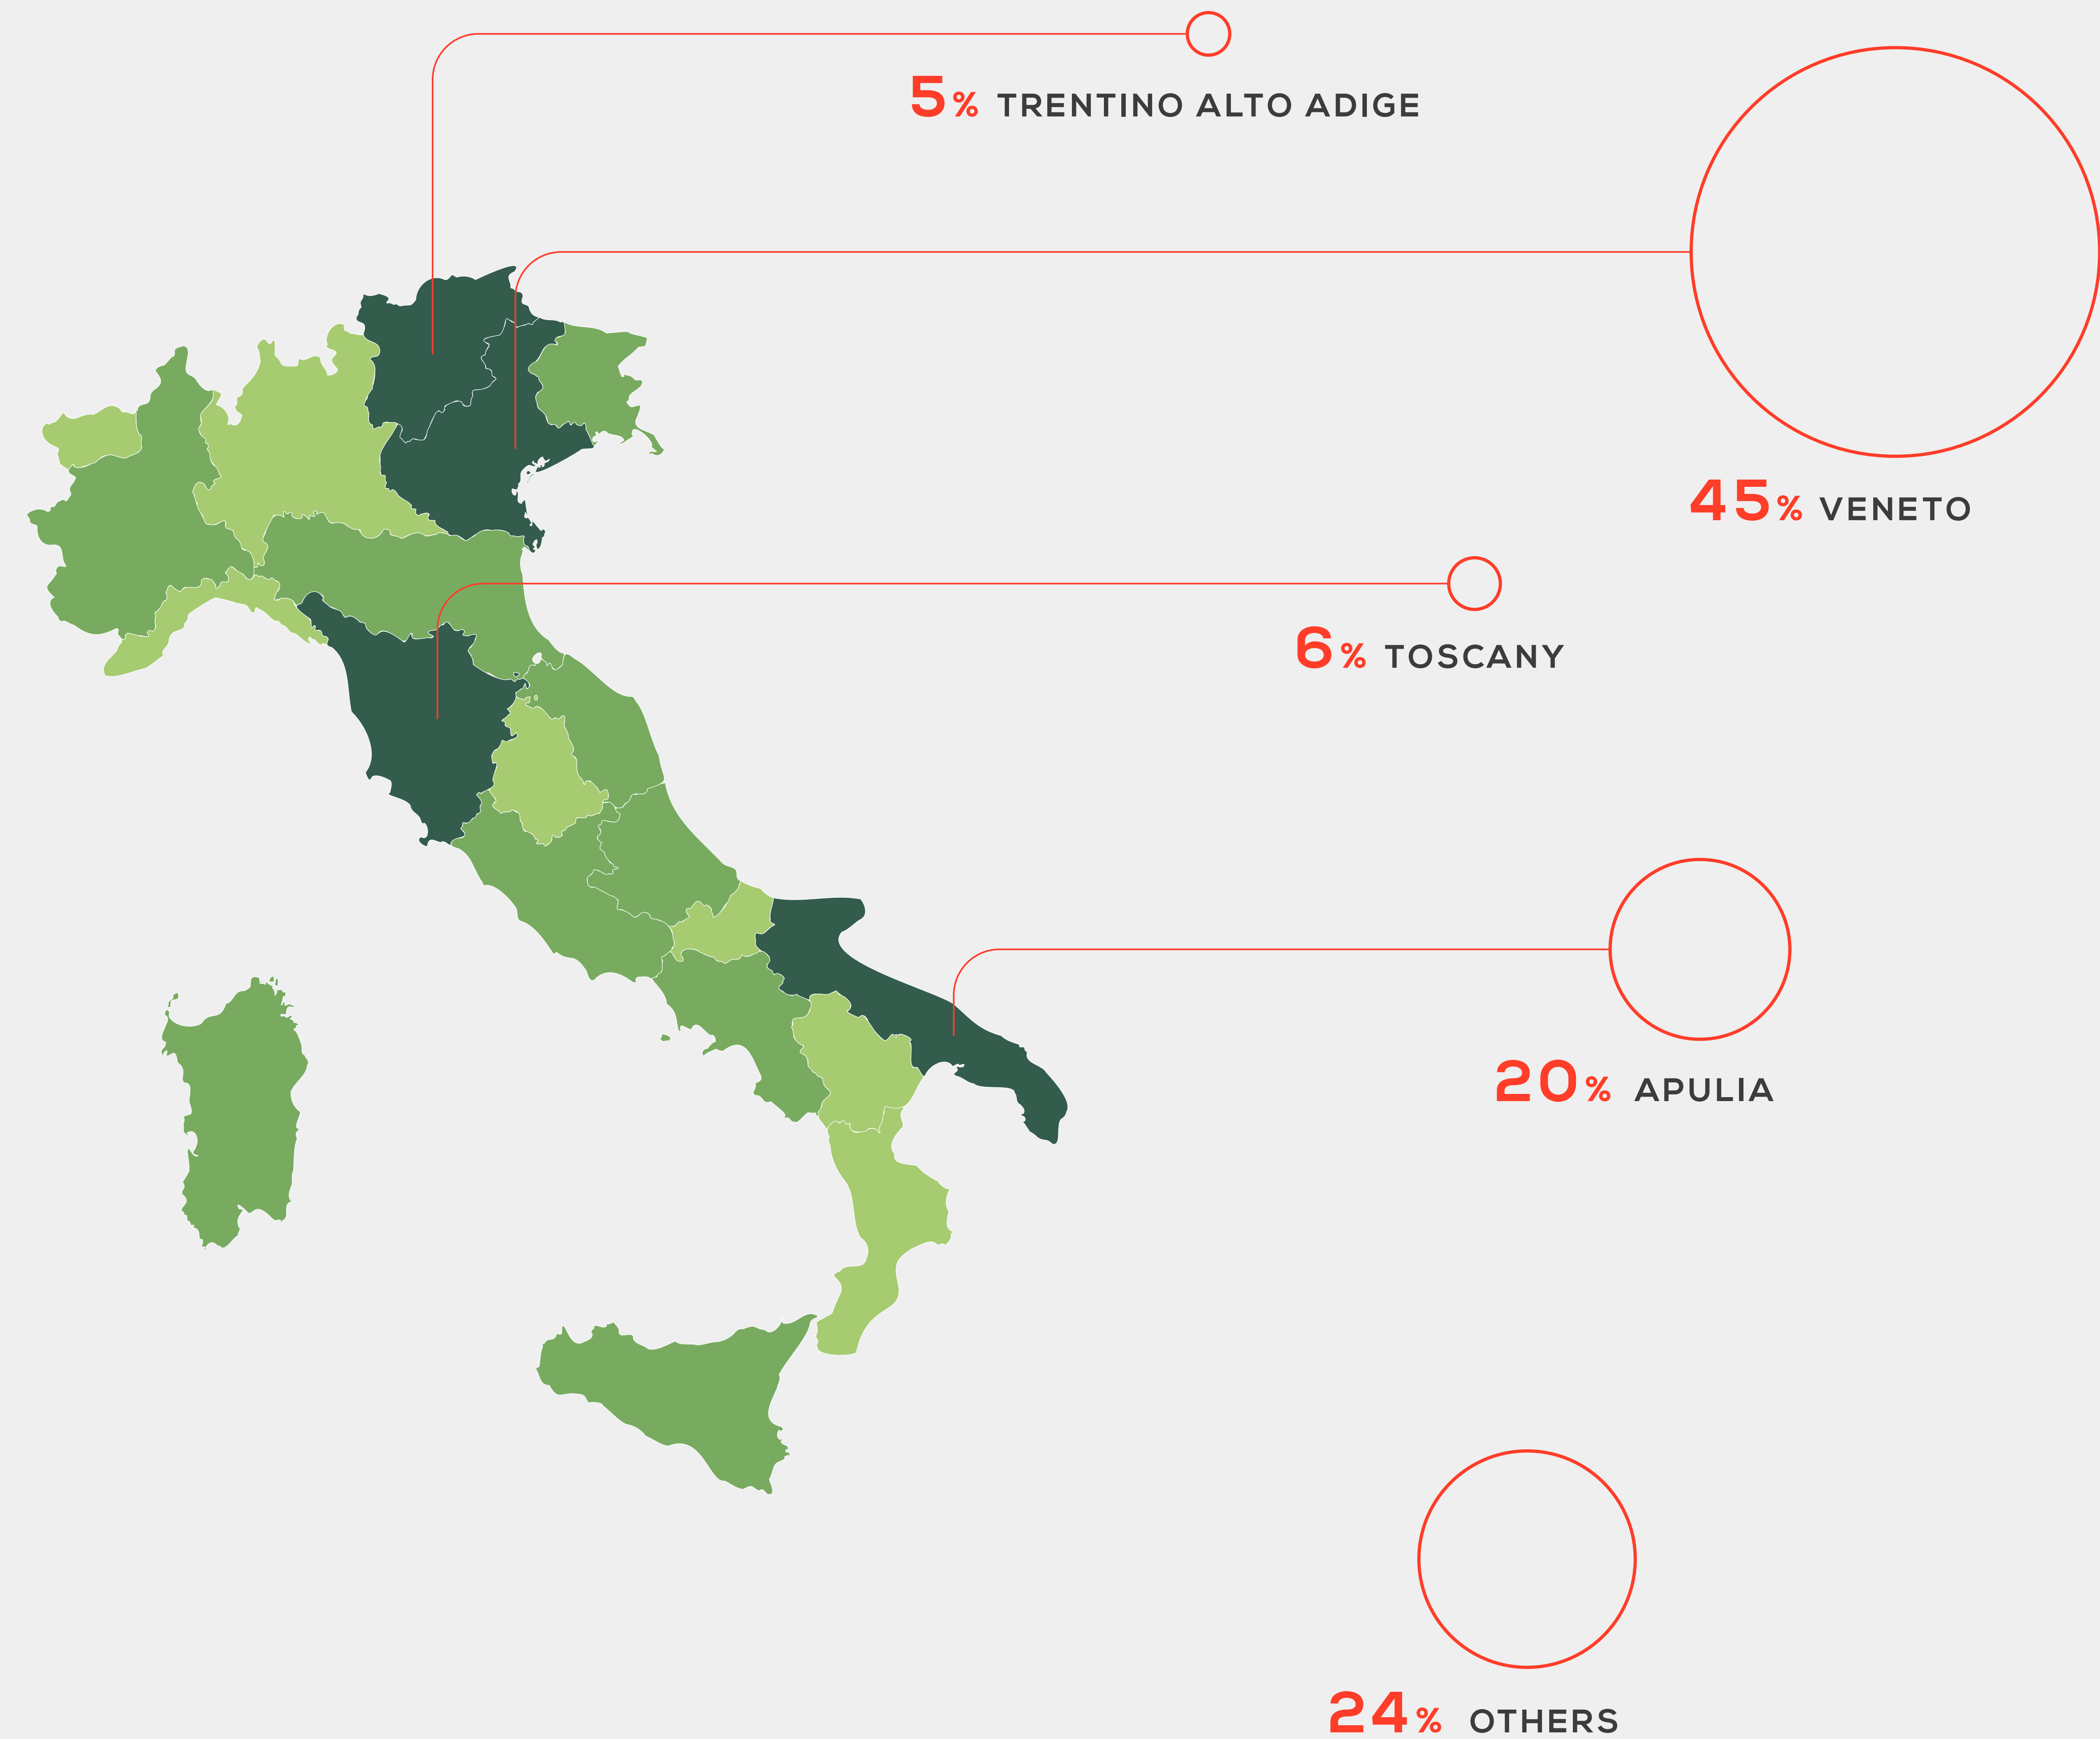 5% TRENTINO ALTO ADIGE
45% VENETO
6% TOSCANY
20% APULIA
24% OTHERS